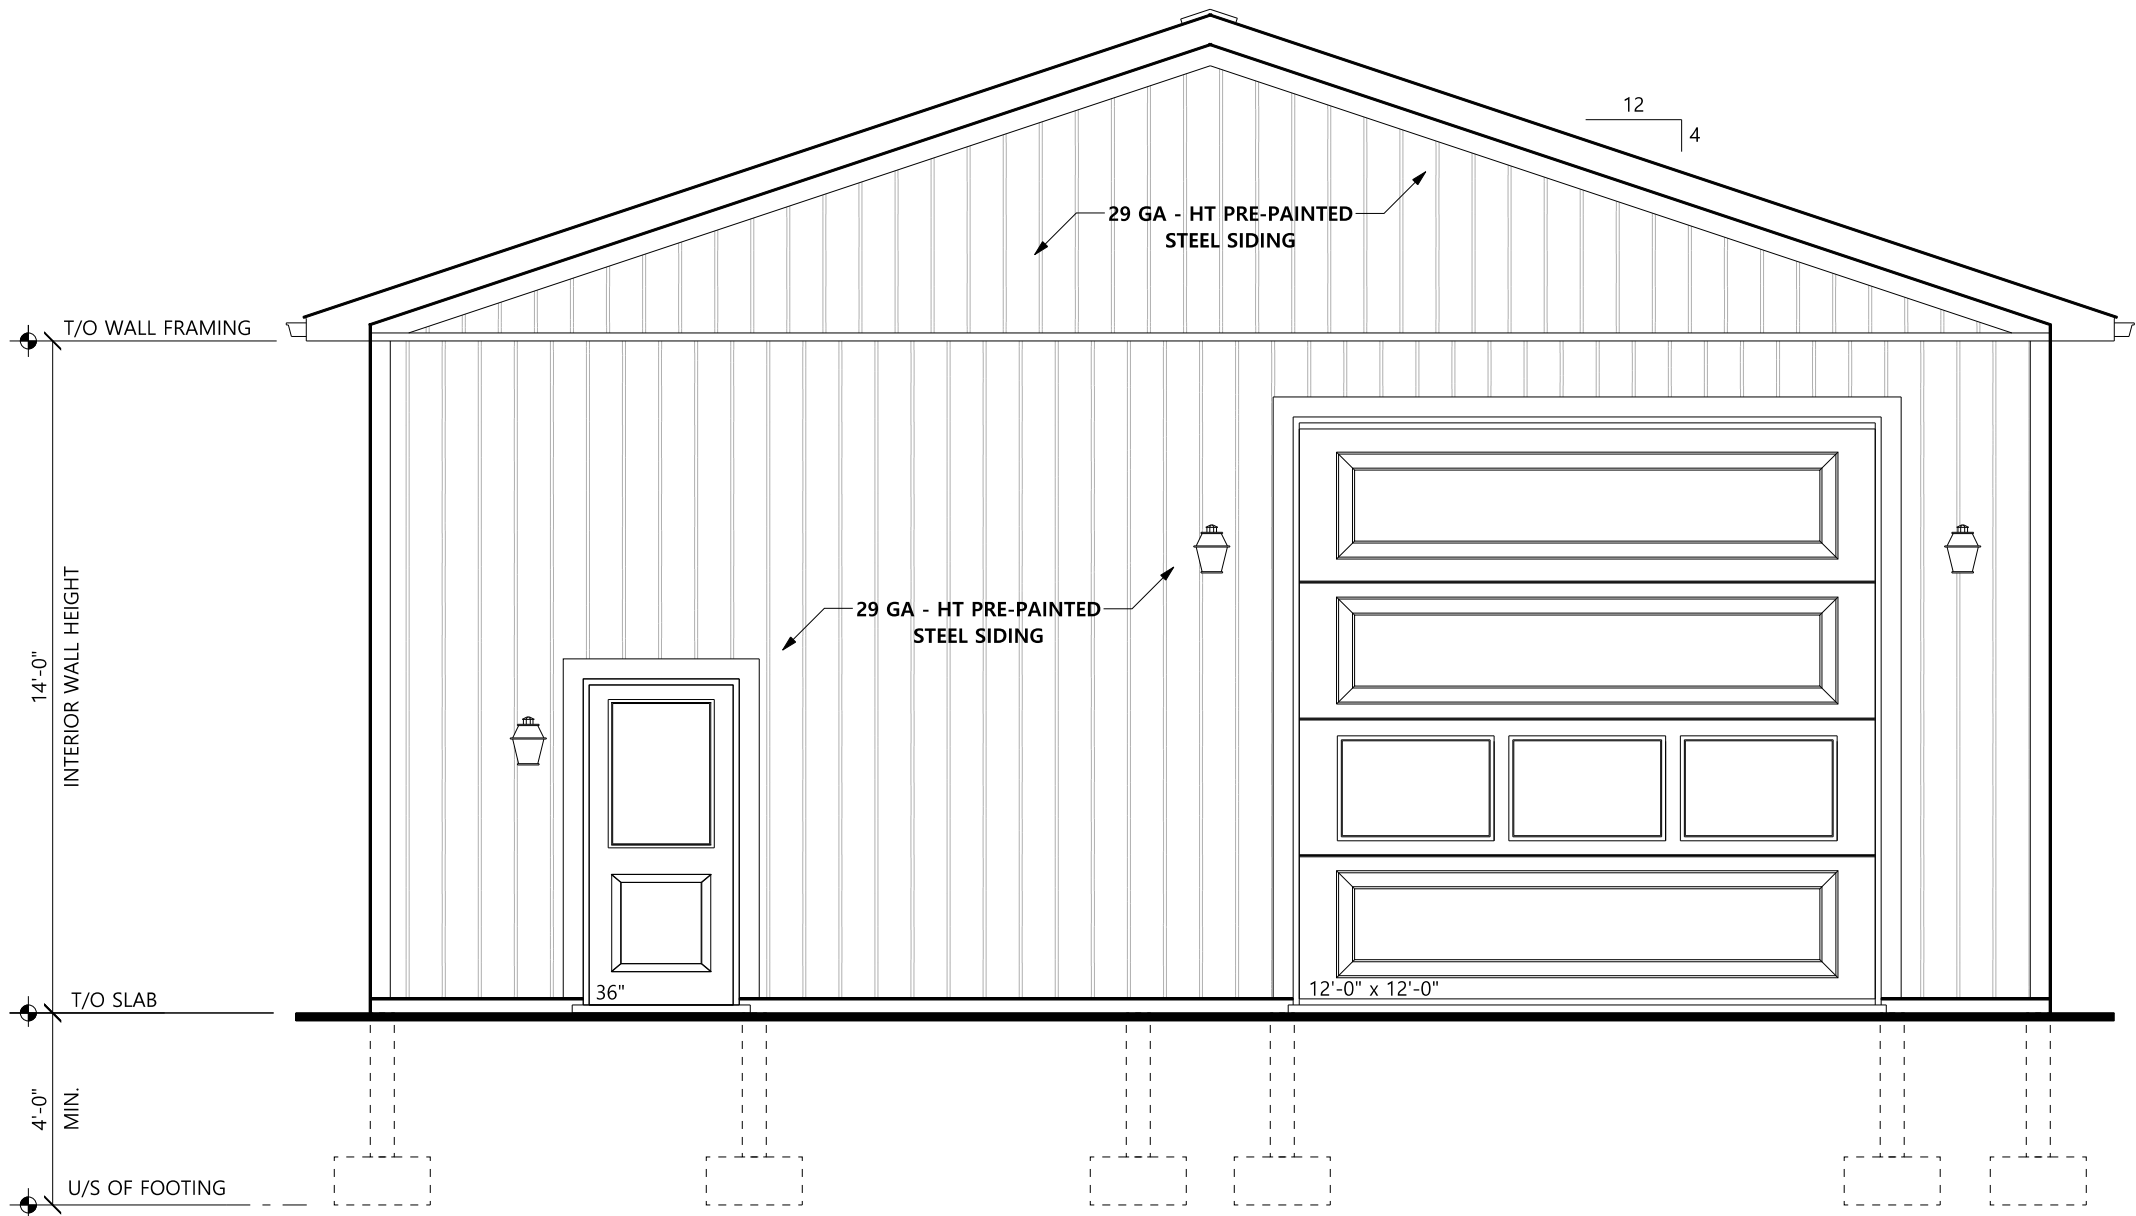 12
4
29 GA - HT PRE-PAINTED
STEEL SIDING
T/O WALL FRAMING
14'-0"
INTERIOR WALL HEIGHT
29 GA - HT PRE-PAINTED
STEEL SIDING
36"
12'-0" x 12'-0"
T/O SLAB
4'-0"
MIN.
U/S OF FOOTING